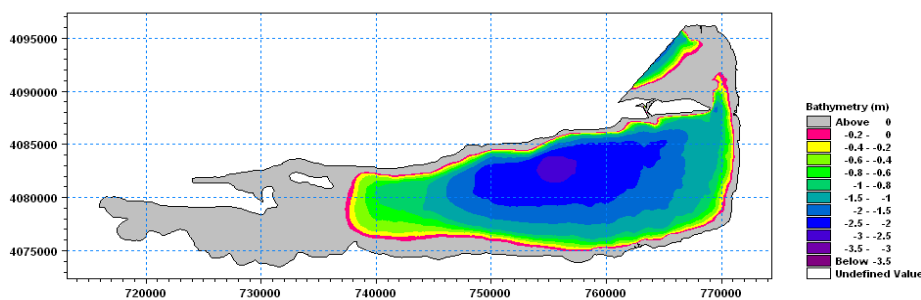 4095000
4090000
4085000
4080000
4075000
720000 730000 740000 750000 760000 770000
Bathymetry (m)
Above 0
-0.2 - 0
-0.4 - -0.2
-0.6 - -0.4
-0.8 - -0.6
-1 - -0.8
-1.5 - -1
-2 - -1.5
-2.5 - -2
-3 - -2.5
-3.5 - -3
Below -3.5
Undefined Value